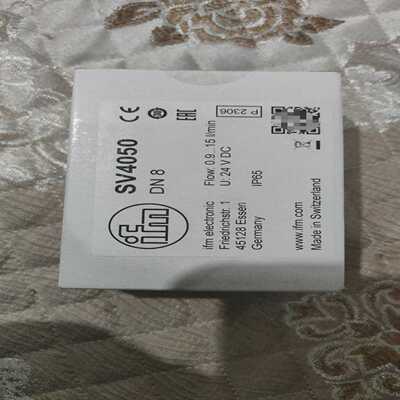 SV4050
DN 8
CE
EAC
P 2306
ifm
ifm electronic
Friedrichstr. 1
45128 Essen
Germany
Flow: 0.9...15 l/min
U: 24 V DC
IP65
www.ifm.com
Made in Switzerland